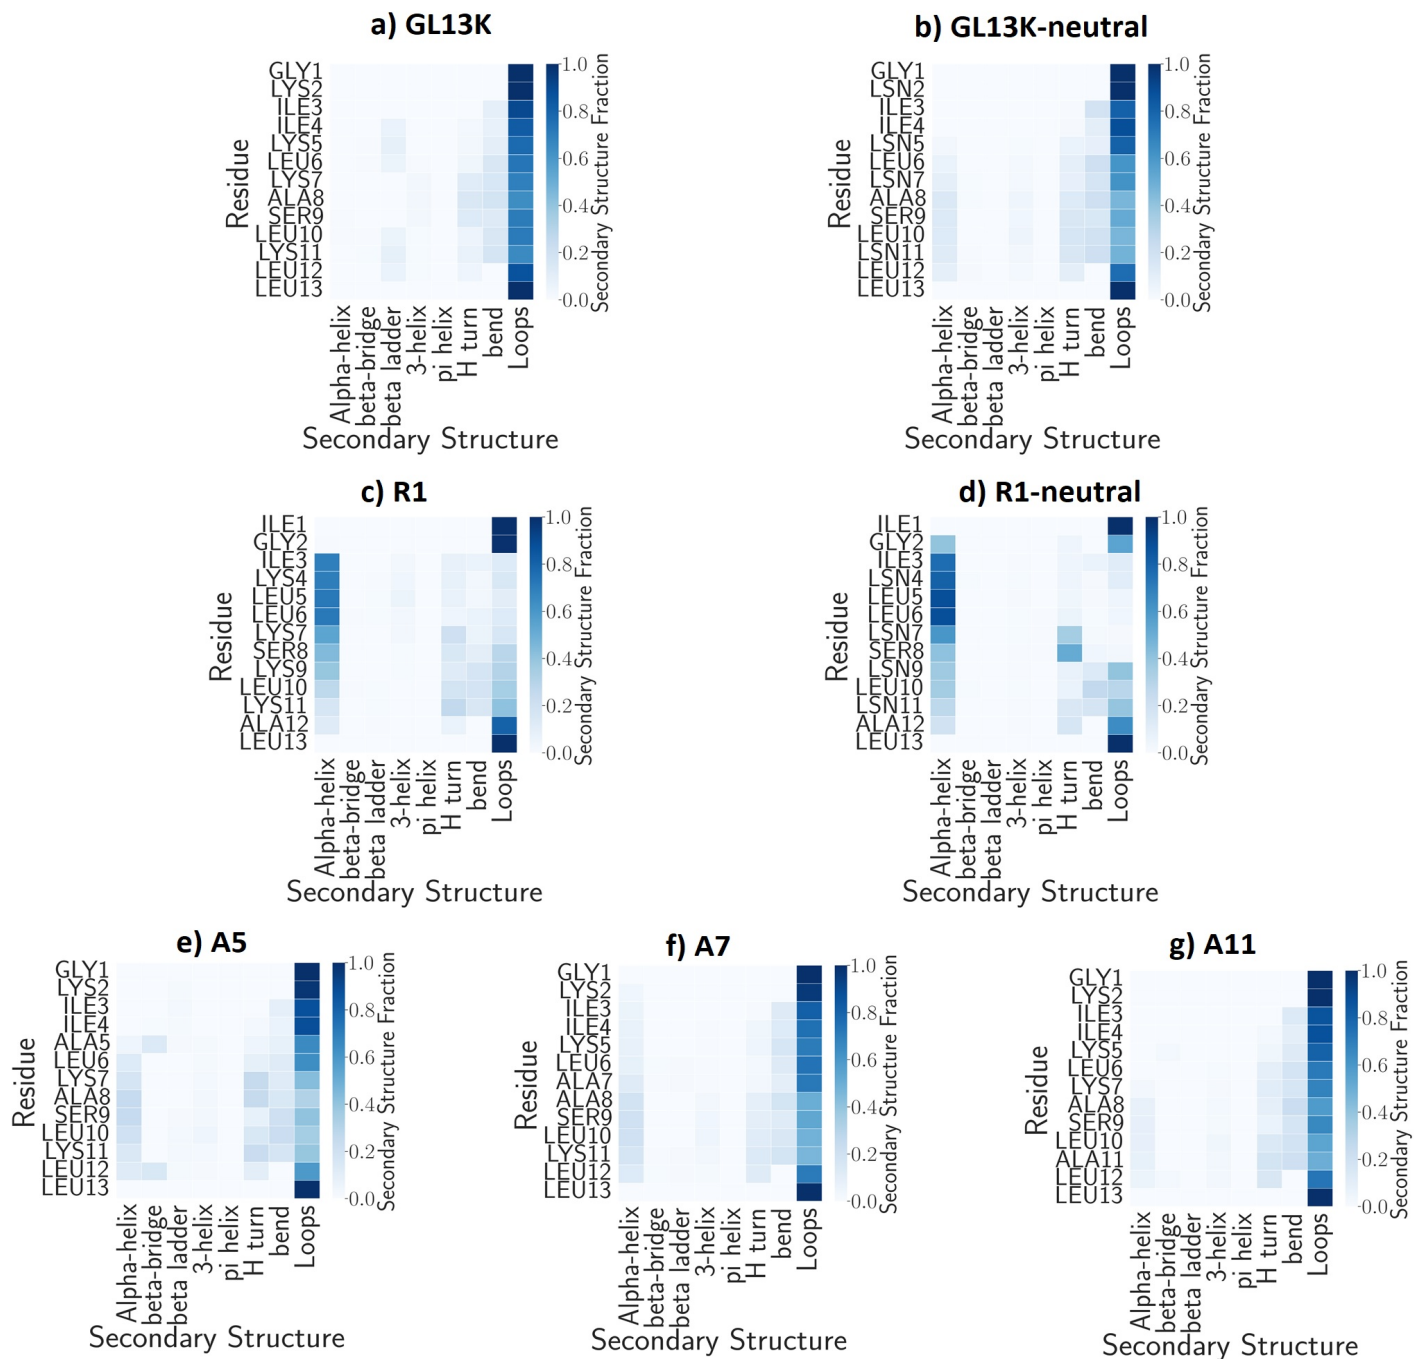 a) GL13K
GLY1
LYS2
ILE3
ILE4
LYS5
LEU6
LYS7
ALA8
SER9
LEU10
LYS11
LEU12
LEU13
Residue
Alpha-helix
beta-bridge
beta ladder
3-helix
pi helix
H turn
bend
Loops
Secondary Structure
1.0
0.8
0.6
0.4
0.2
0.0
Secondary Structure Fraction
b) GL13K-neutral
GLY1
LSN2
ILE3
ILE4
LSN5
LEU6
LSN7
ALA8
SER9
LEU10
LSN11
LEU12
LEU13
Residue
Alpha-helix
beta-bridge
beta ladder
3-helix
pi helix
H turn
bend
Loops
Secondary Structure
1.0
0.8
0.6
0.4
0.2
0.0
Secondary Structure Fraction
c) R1
ILE1
GLY2
ILE3
LYS4
LEU5
LEU6
LYS7
SER8
LYS9
LEU10
LYS11
ALA12
LEU13
Residue
Alpha-helix
beta-bridge
beta ladder
3-helix
pi helix
H turn
bend
Loops
Secondary Structure
1.0
0.8
0.6
0.4
0.2
0.0
Secondary Structure Fraction
d) R1-neutral
ILE1
GLY2
ILE3
LSN4
LEU5
LEU6
LSN7
SER8
LSN9
LEU10
LSN11
ALA12
LEU13
Residue
Alpha-helix
beta-bridge
beta ladder
3-helix
pi helix
H turn
bend
Loops
Secondary Structure
1.0
0.8
0.6
0.4
0.2
0.0
Secondary Structure Fraction
e) A5
GLY1
LYS2
ILE3
ILE4
ALA5
LEU6
LYS7
ALA8
SER9
LEU10
LYS11
LEU12
LEU13
Residue
Alpha-helix
beta-bridge
beta ladder
3-helix
pi helix
H turn
bend
Loops
Secondary Structure
1.0
0.8
0.6
0.4
0.2
0.0
Secondary Structure Fraction
f) A7
GLY1
LYS2
ILE3
ILE4
LYS5
LEU6
ALA7
ALA8
SER9
LEU10
LYS11
LEU12
LEU13
Residue
Alpha-helix
beta-bridge
beta ladder
3-helix
pi helix
H turn
bend
Loops
Secondary Structure
1.0
0.8
0.6
0.4
0.2
0.0
Secondary Structure Fraction
g) A11
GLY1
LYS2
ILE3
ILE4
LYS5
LEU6
LYS7
ALA8
SER9
LEU10
ALA11
LEU12
LEU13
Residue
Alpha-helix
beta-bridge
beta ladder
3-helix
pi helix
H turn
bend
Loops
Secondary Structure
1.0
0.8
0.6
0.4
0.2
0.0
Secondary Structure Fraction